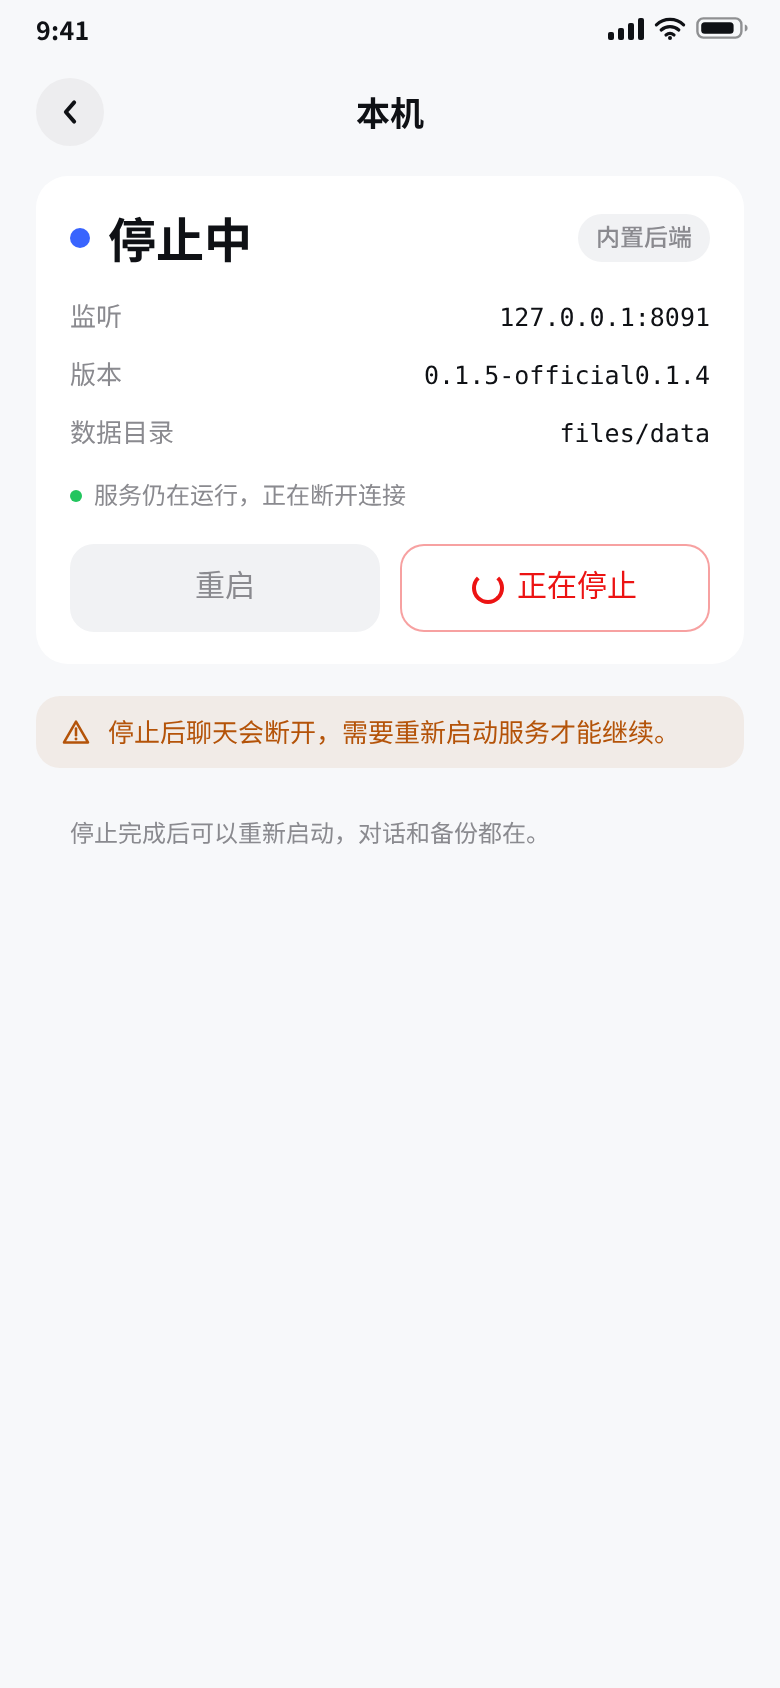 9:41
本机
停止中
内置后端
监听 127.0.0.1:8091
版本 0.1.5-official0.1.4
数据目录 files/data
服务仍在运行，正在断开连接
重启 正在停止
停止后聊天会断开，需要重新启动服务才能继续。
停止完成后可以重新启动，对话和备份都在。